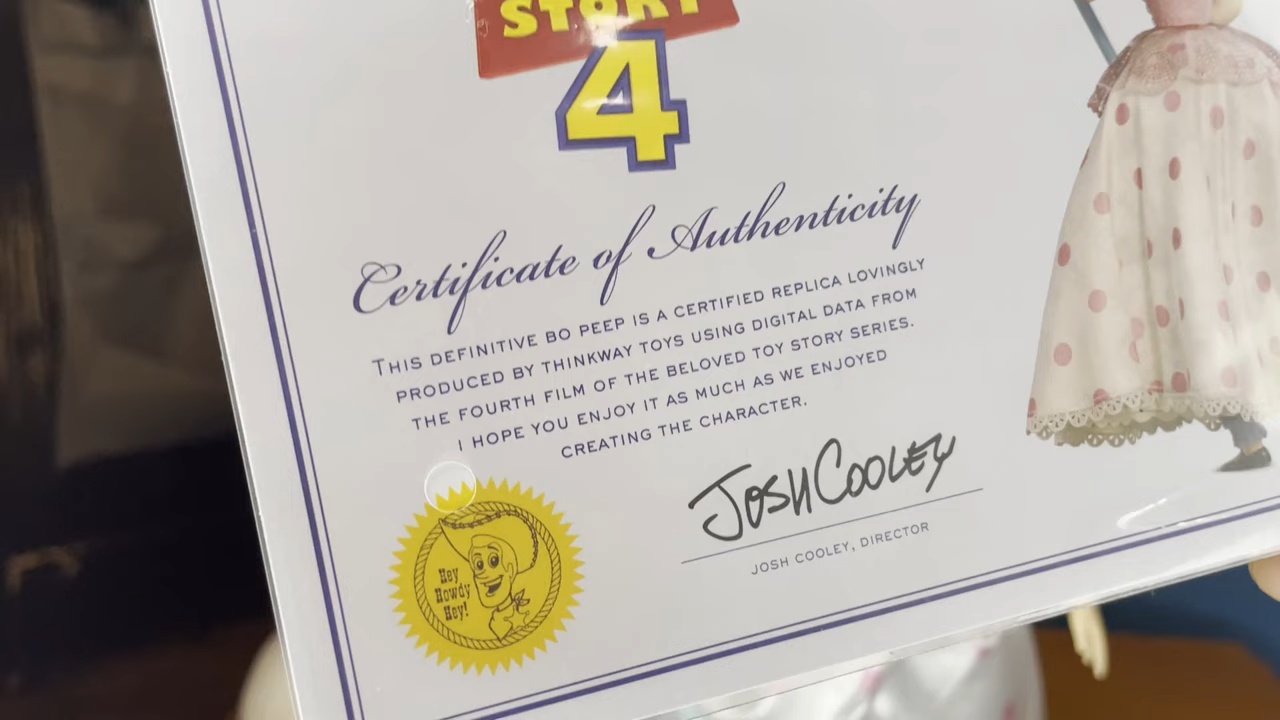 STORY
4
Certificate of Authenticity
THIS DEFINITIVE BO PEEP IS A CERTIFIED REPLICA LOVINGLY
PRODUCED BY THINKWAY TOYS USING DIGITAL DATA FROM
THE FOURTH FILM OF THE BELOVED TOY STORY SERIES.
I HOPE YOU ENJOY IT AS MUCH AS WE ENJOYED
CREATING THE CHARACTER.
JOSH COOLEY
JOSH COOLEY, DIRECTOR
Hey
Howdy
Hey!